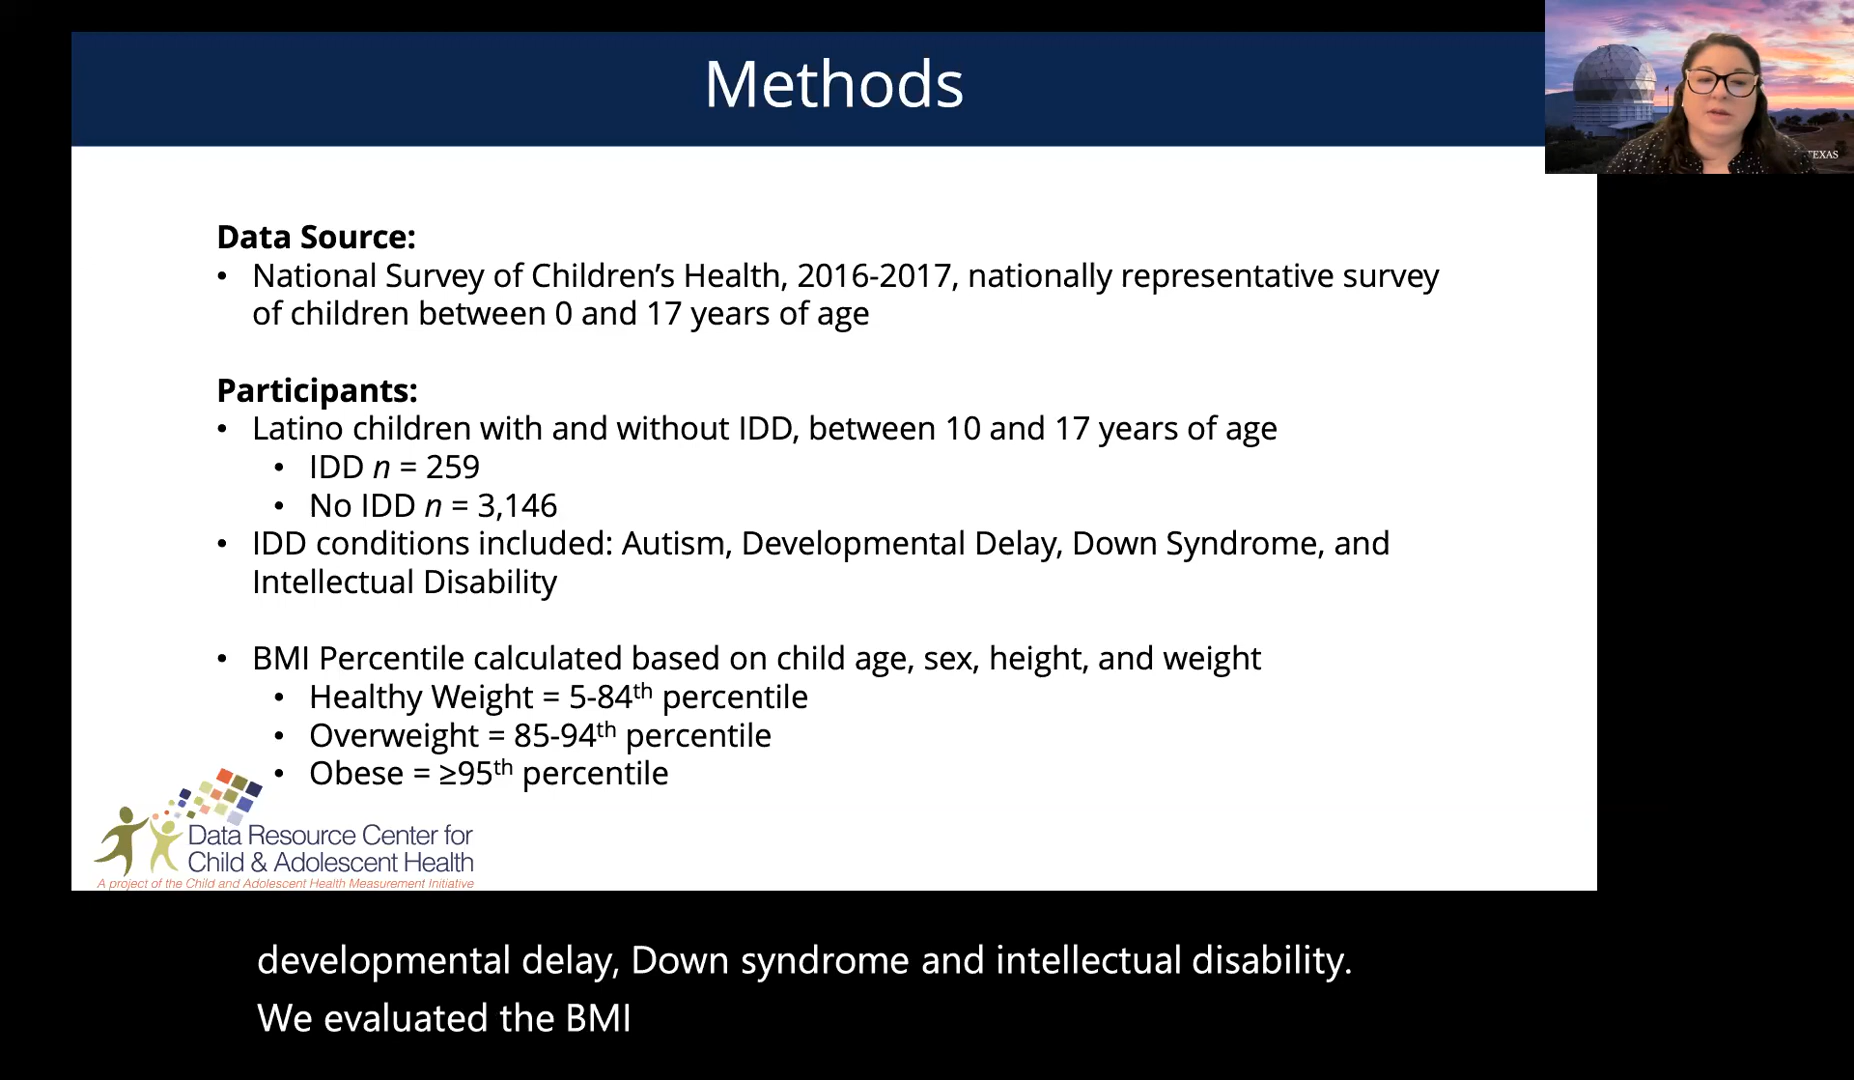 Methods
TEXAS
Data Source:
• National Survey of Children’s Health, 2016-2017, nationally representative survey
of children between 0 and 17 years of age
Participants:
• Latino children with and without IDD, between 10 and 17 years of age
• IDD n = 259
• No IDD n = 3,146
• IDD conditions included: Autism, Developmental Delay, Down Syndrome, and
Intellectual Disability
• BMI Percentile calculated based on child age, sex, height, and weight
• Healthy Weight = 5-84th percentile
• Overweight = 85-94th percentile
• Obese = ≥95th percentile
Data Resource Center for
Child & Adolescent Health
A project of the Child and Adolescent Health Measurement Initiative
developmental delay, Down syndrome and intellectual disability.
We evaluated the BMI